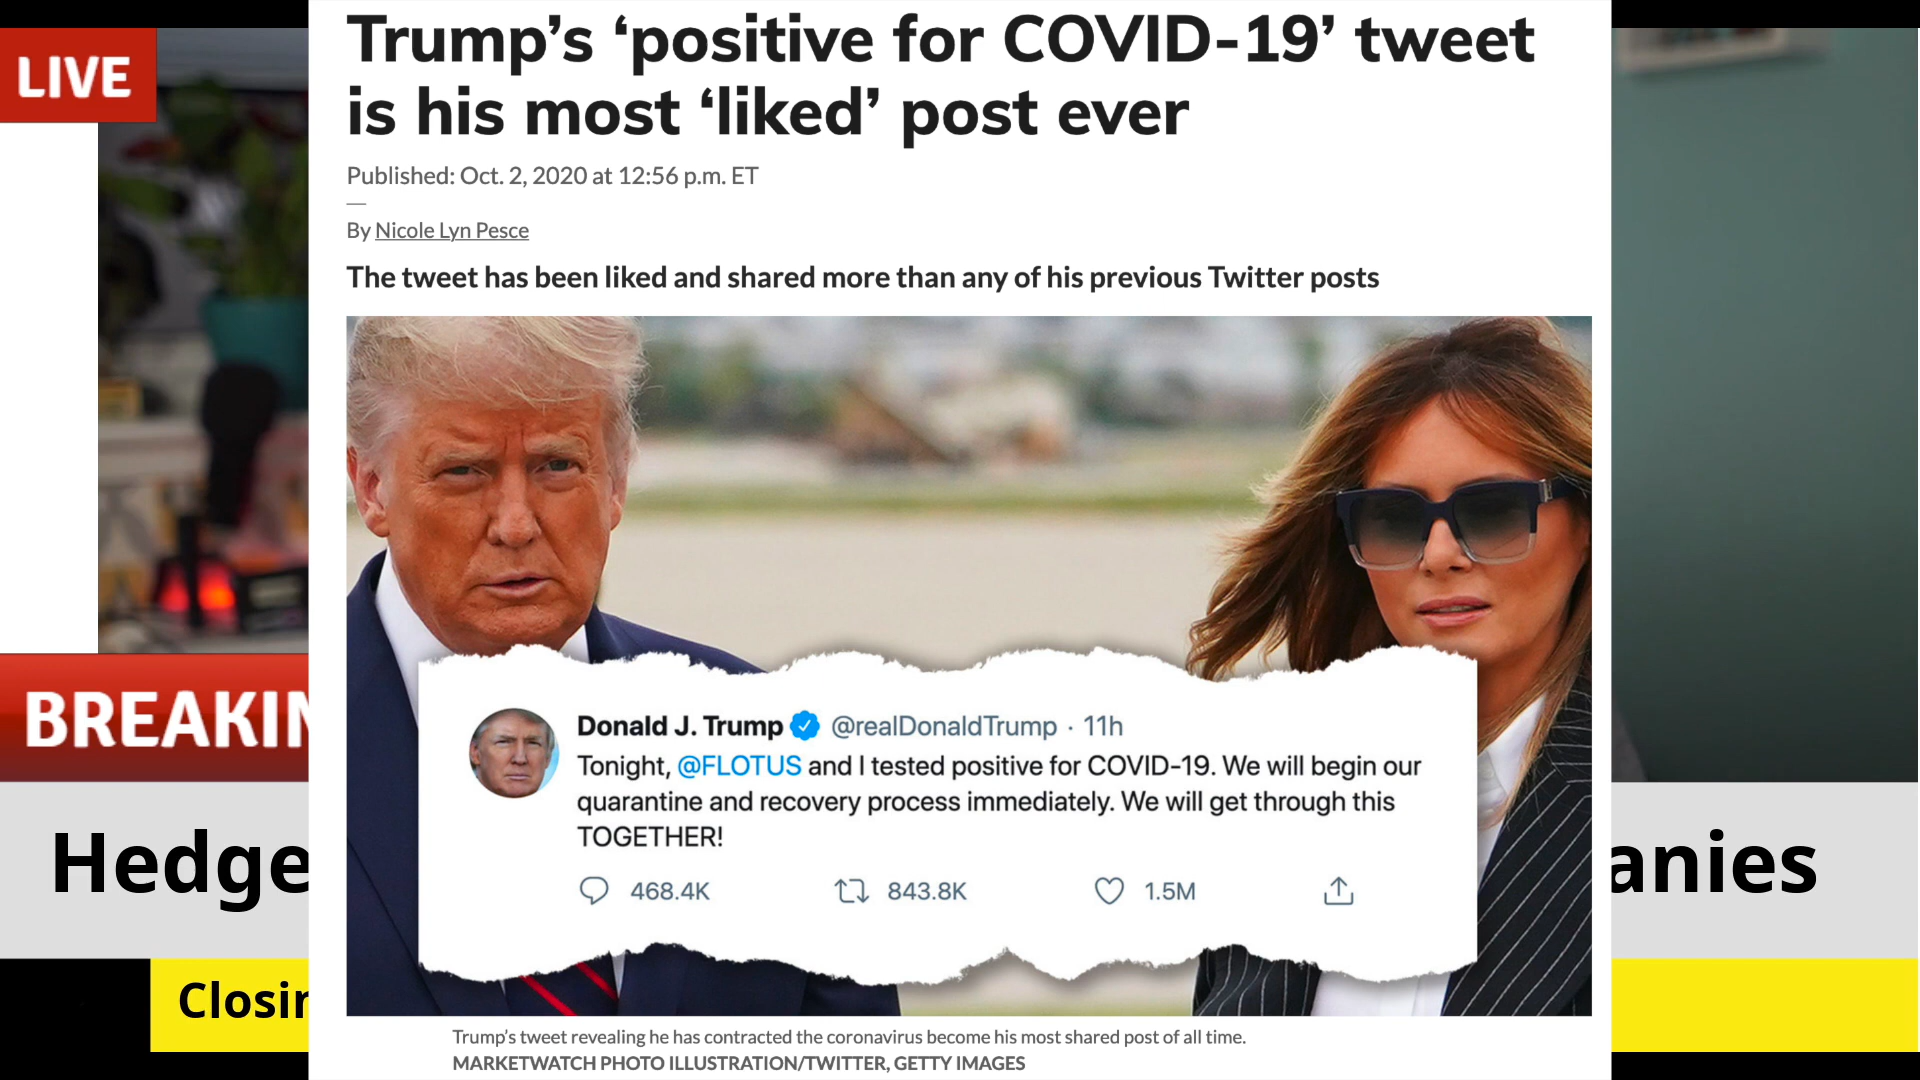 LIVE
Trump’s ‘positive for COVID-19’ tweet
is his most ‘liked’ post ever
Published: Oct. 2, 2020 at 12:56 p.m. ET
By Nicole Lyn Pesce
The tweet has been liked and shared more than any of his previous Twitter posts
Donald J. Trump @realDonaldTrump · 11h
Tonight, @FLOTUS and I tested positive for COVID-19. We will begin our
quarantine and recovery process immediately. We will get through this
TOGETHER!
468.4K 843.8K 1.5M
Trump’s tweet revealing he has contracted the coronavirus become his most shared post of all time.
MARKETWATCH PHOTO ILLUSTRATION/TWITTER, GETTY IMAGES
BREAKIN
Hedge anies
Closin